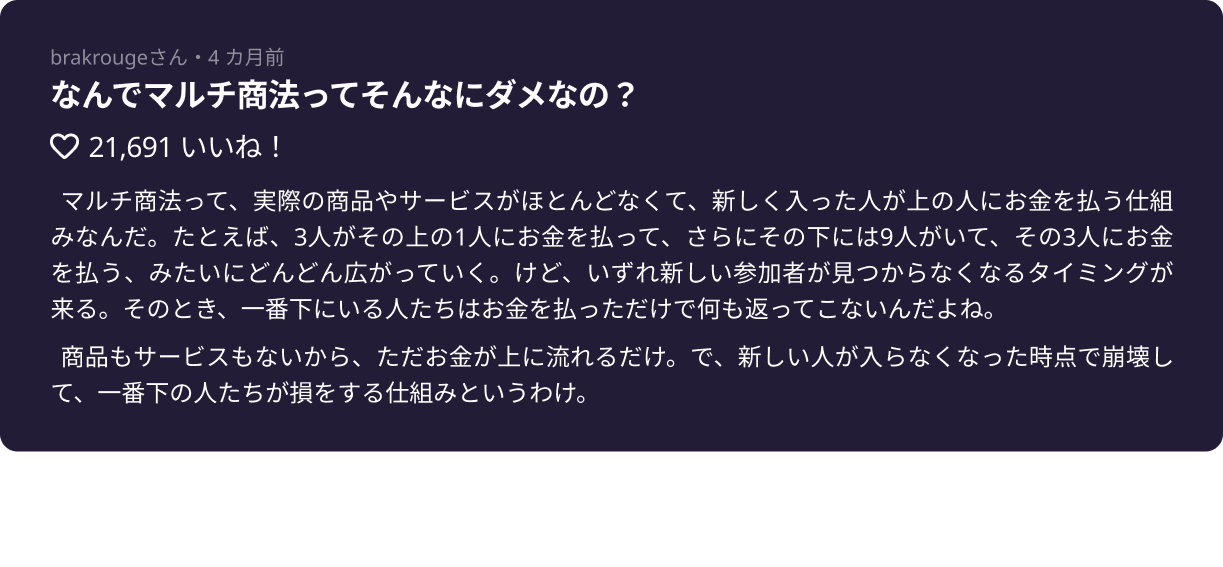 brakrougeさん・4 カ月前
なんでマルチ商法ってそんなにダメなの？
21,691 いいね！
マルチ商法って、実際の商品やサービスがほとんどなくて、新しく入った人が上の人にお金を払う仕組
みなんだ。たとえば、3人がその上の1人にお金を払って、さらにその下には9人がいて、その3人にお金
を払う、みたいにどんどん広がっていく。けど、いずれ新しい参加者が見つからなくなるタイミングが
来る。そのとき、一番下にいる人たちはお金を払っただけで何も返ってこないんだよね。
商品もサービスもないから、ただお金が上に流れるだけ。で、新しい人が入らなくなった時点で崩壊し
て、一番下の人たちが損をする仕組みというわけ。